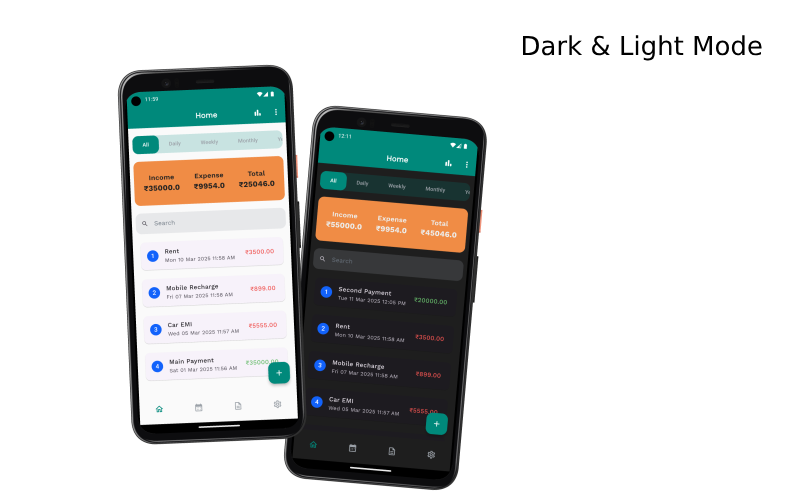 Dark & Light Mode
11:59
Home
All Daily Weekly Monthly
Income Expense Total
₹35000.0 ₹9954.0 ₹25046.0
Search
1 Rent ₹3500.00
Mon 10 Mar 2025 11:58 AM
2 Mobile Recharge ₹899.00
Fri 07 Mar 2025 11:58 AM
3 Car EMI ₹5555.00
Wed 05 Mar 2025 11:57 AM
4 Main Payment ₹35000.00
Sat 01 Mar 2025 11:56 AM
+
12:11
Home
All Daily Weekly Monthly
Income Expense Total
₹55000.0 ₹9954.0 ₹45046.0
Search
1 Second Payment ₹20000.00
Tue 11 Mar 2025 12:05 PM
2 Rent ₹3500.00
Mon 10 Mar 2025 11:58 AM
3 Mobile Recharge ₹899.00
Fri 07 Mar 2025 11:58 AM
4 Car EMI ₹5555.00
Wed 05 Mar 2025 11:57 AM
+